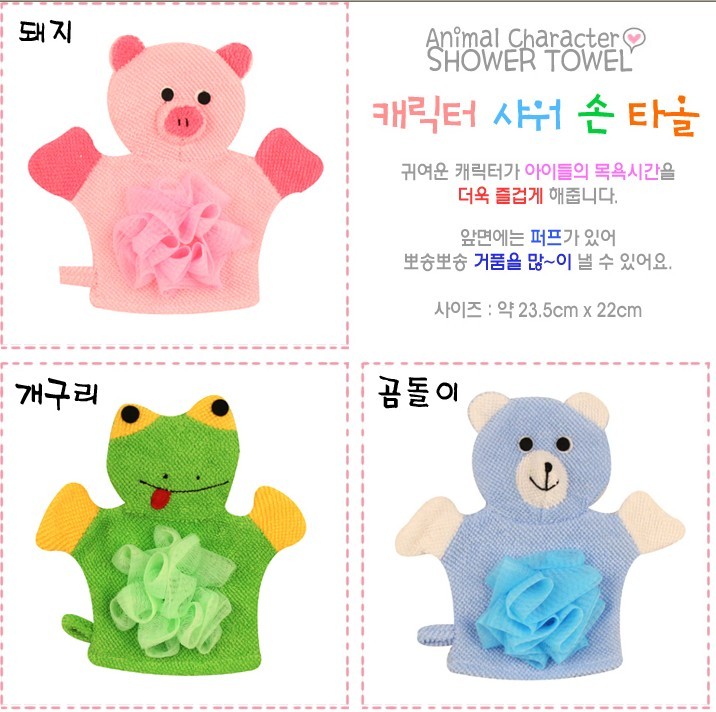 돼지
Animal Character
SHOWER TOWEL
캐릭터 샤워 손 타올
귀여운 캐릭터가 아이들의 목욕시간을
더욱 즐겁게 해줍니다.
앞면에는 퍼프가 있어
뽀송뽀송 거품을 많~이 낼 수 있어요.
사이즈 : 약 23.5cm x 22cm
개구리
곰돌이